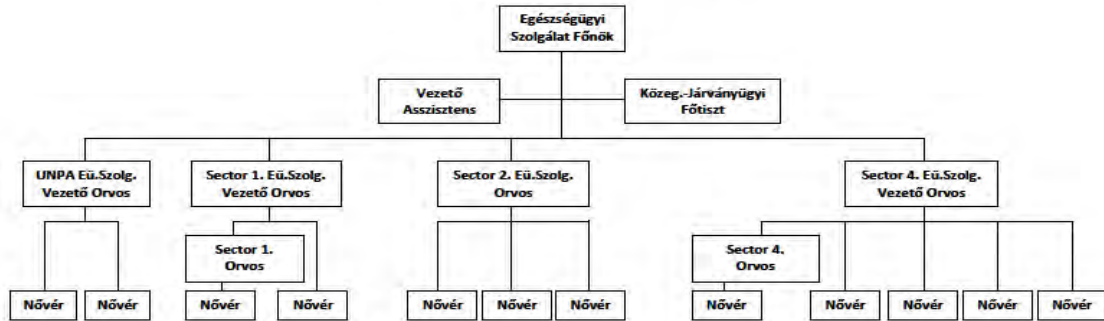 Egészségügyi
Szolgálat Főnök
Vezető
Asszisztens
Közeg.-Járványügyi
Főtiszt
UNPA Eü.Szolg.
Vezető Orvos
Sector 1. Eü.Szolg.
Vezető Orvos
Sector 2. Eü.Szolg.
Orvos
Sector 4. Eü.Szolg.
Vezető Orvos
Sector 1.
Orvos
Sector 4.
Orvos
Nővér
Nővér
Nővér
Nővér
Nővér
Nővér
Nővér
Nővér
Nővér
Nővér
Nővér
Nővér